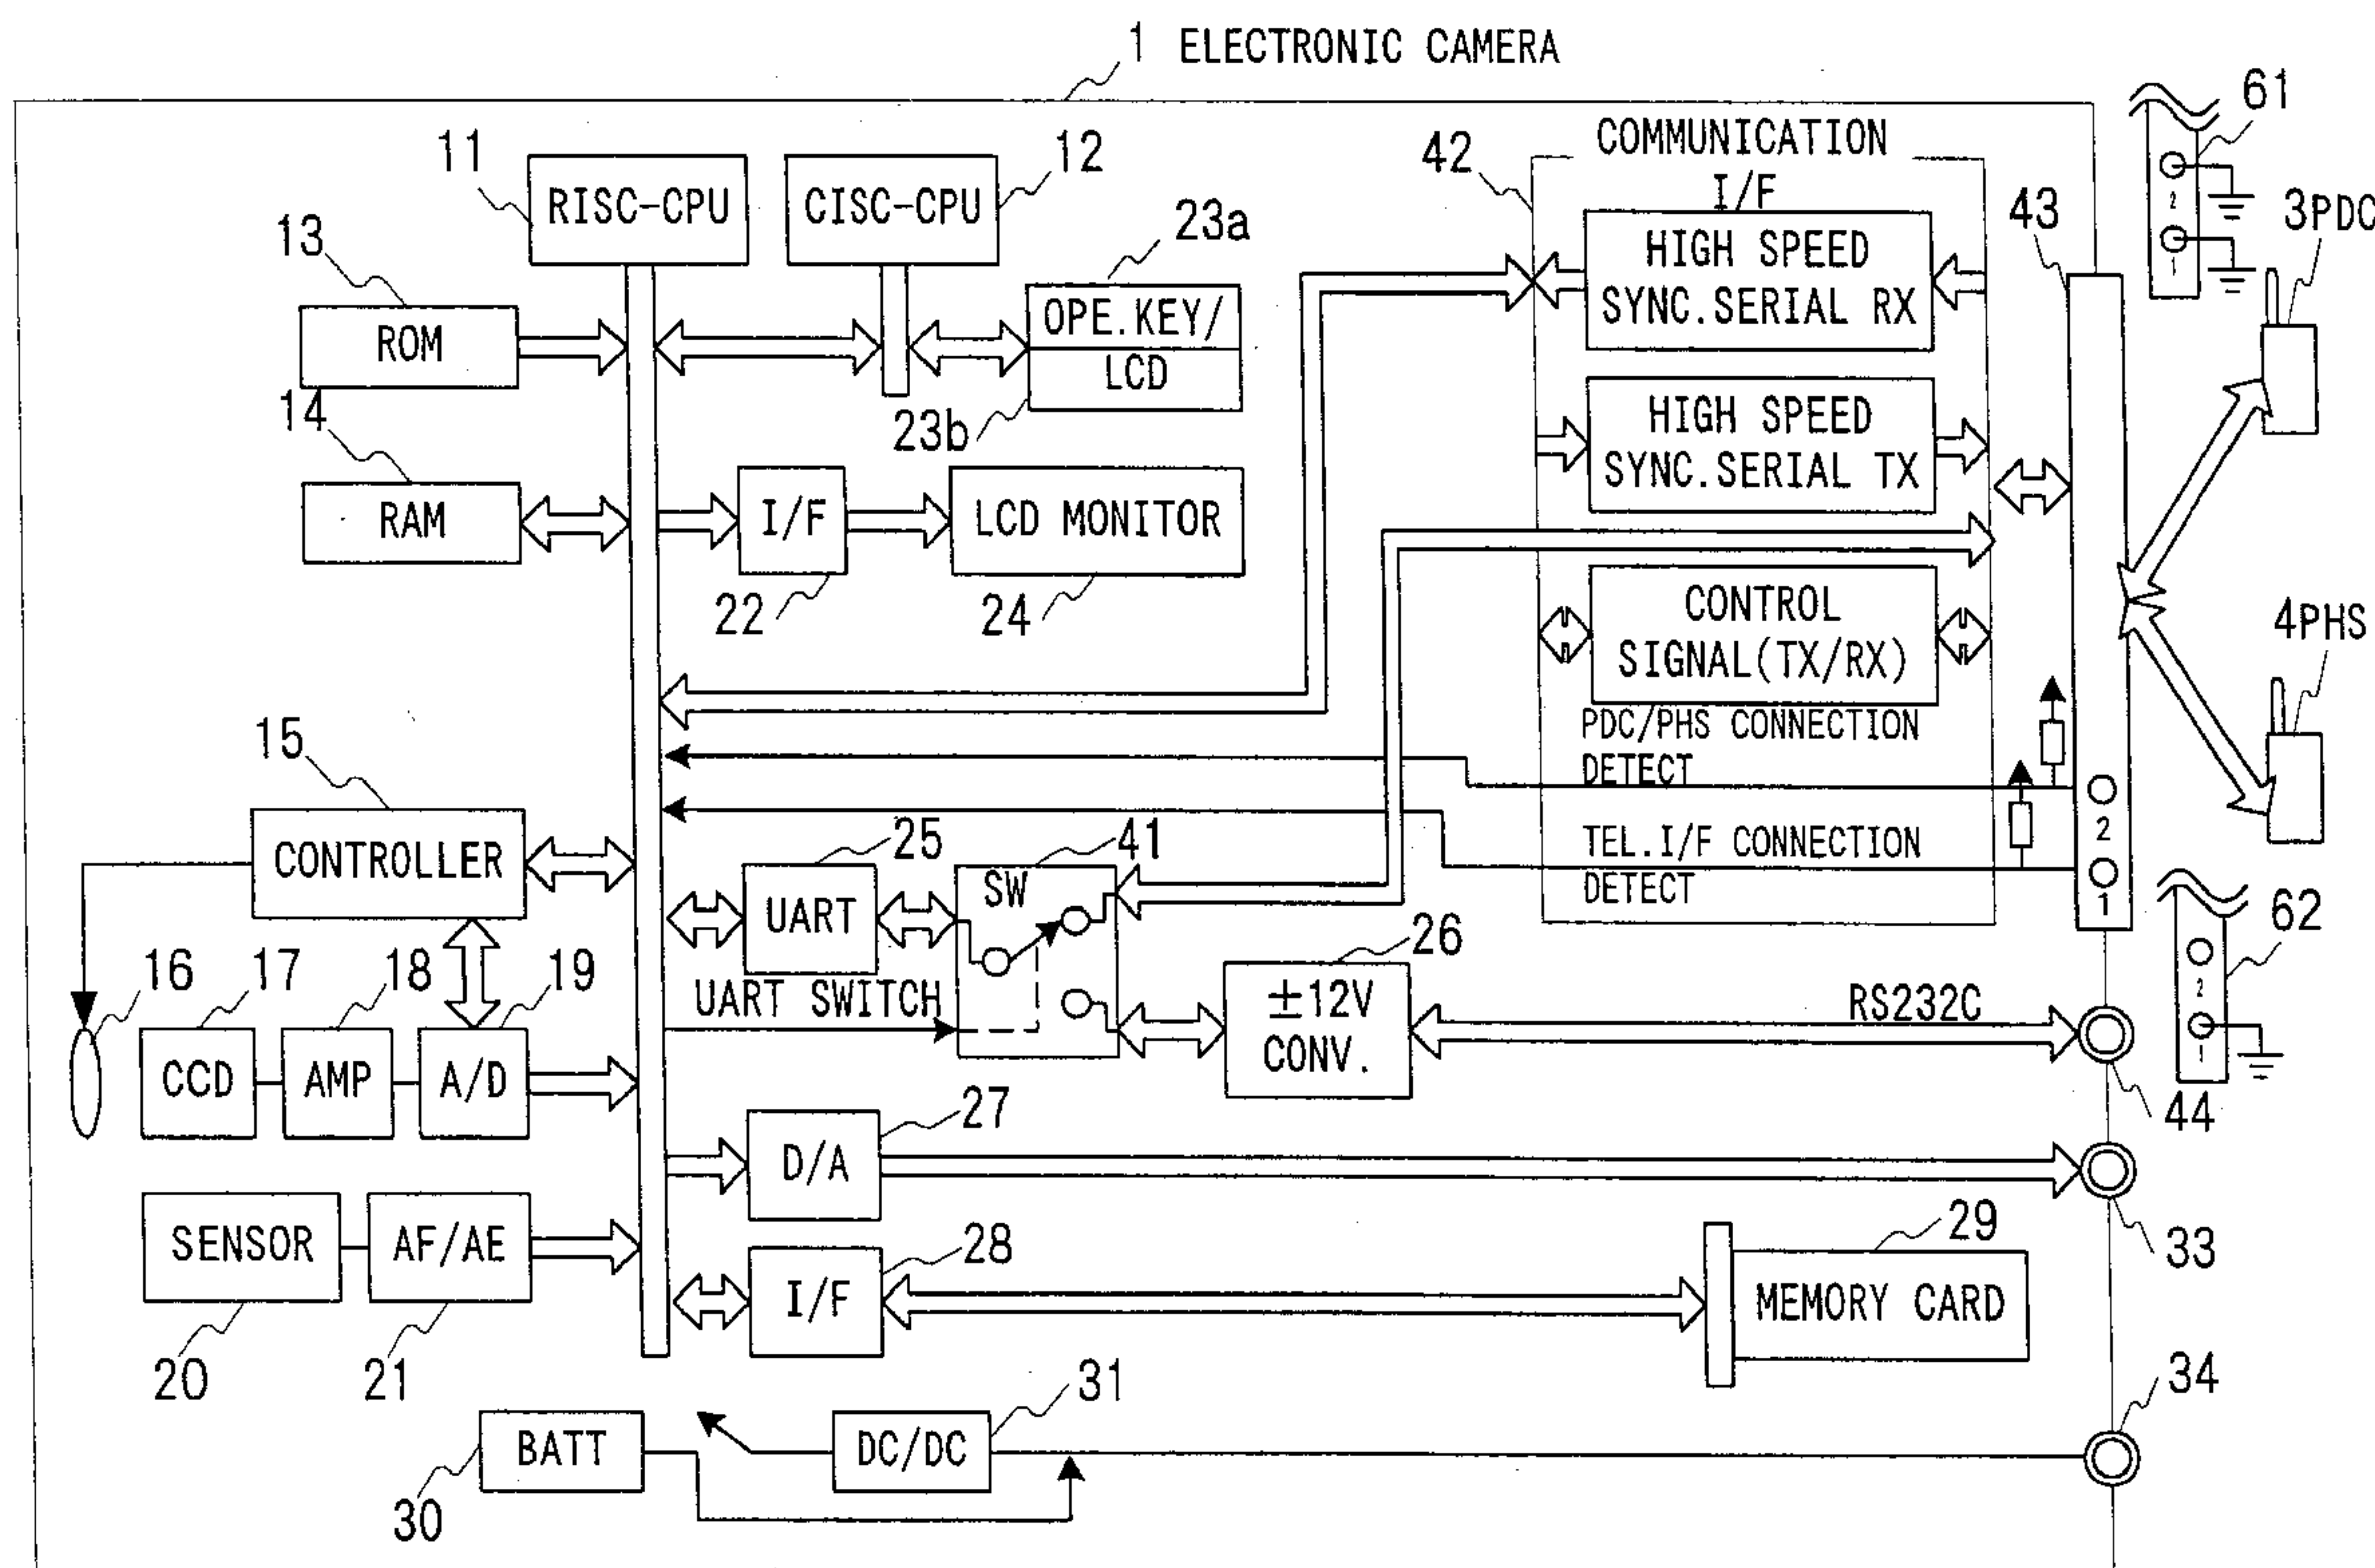 1 ELECTRONIC CAMERA
61
11
RISC-CPU
CISC-CPU
12
42
COMMUNICATION
I/F
43
3PDC
2
1
13
ROM
23a
OPE.KEY/
LCD
23b
HIGH SPEED
SYNC.SERIAL RX
14
RAM
I/F
22
LCD MONITOR
24
HIGH SPEED
SYNC.SERIAL TX
CONTROL
SIGNAL(TX/RX)
4PHS
PDC/PHS CONNECTION
DETECT
2
TEL.I/F CONNECTION
DETECT
1
15
CONTROLLER
25
UART
41
SW
UART SWITCH
26
±12V
CONV.
RS232C
62
2
1
44
16
17
18
19
CCD
AMP
A/D
27
D/A
33
SENSOR
AF/AE
20
21
28
I/F
29
MEMORY CARD
BATT
30
31
DC/DC
34